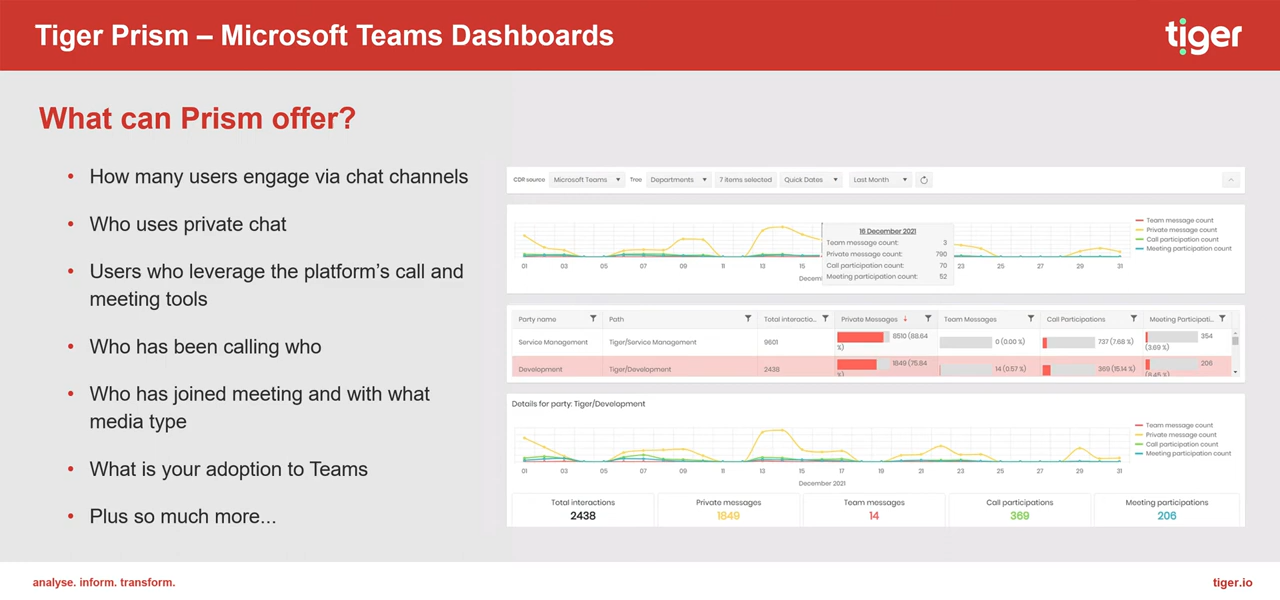 Tiger Prism – Microsoft Teams Dashboards
tiger
What can Prism offer?
• How many users engage via chat channels
• Who uses private chat
• Users who leverage the platform's call and
meeting tools
• Who has been calling who
• Who has joined meeting and with what
media type
• What is your adoption to Teams
• Plus so much more...
CDR source Microsoft Teams Tree Departments 7 items selected Quick Dates Last Month
16 December 2021
Team message count: 3
Private message count: 790
Call participation count: 70
Meeting participation count: 52
Team message count
Private message count
Call participation count
Meeting participation count
01 03 05 07 09 11 13 15 23 25 27 29 31
Decem
Party name Path Total interactio... Private Messages Team Messages Call Participations Meeting Participati...
Service Management Tiger/Service Management 9601 8510 (88.64 %) 0 (0.00 %) 737 (7.68 %) 354 (3.69 %)
Development Tiger/Development 2438 1849 (75.84 %) 14 (0.57 %) 369 (15.14 %) 206 (8.45 %)
Details for party: Tiger/Development
Team message count
Private message count
Call participation count
Meeting participation count
01 03 05 07 09 11 13 15 17 19 21 23 25 27 29 31
December 2021
Total interactions Private messages Team messages Call participations Meeting participations
2438 1849 14 369 206
analyse. inform. transform.
tiger.io